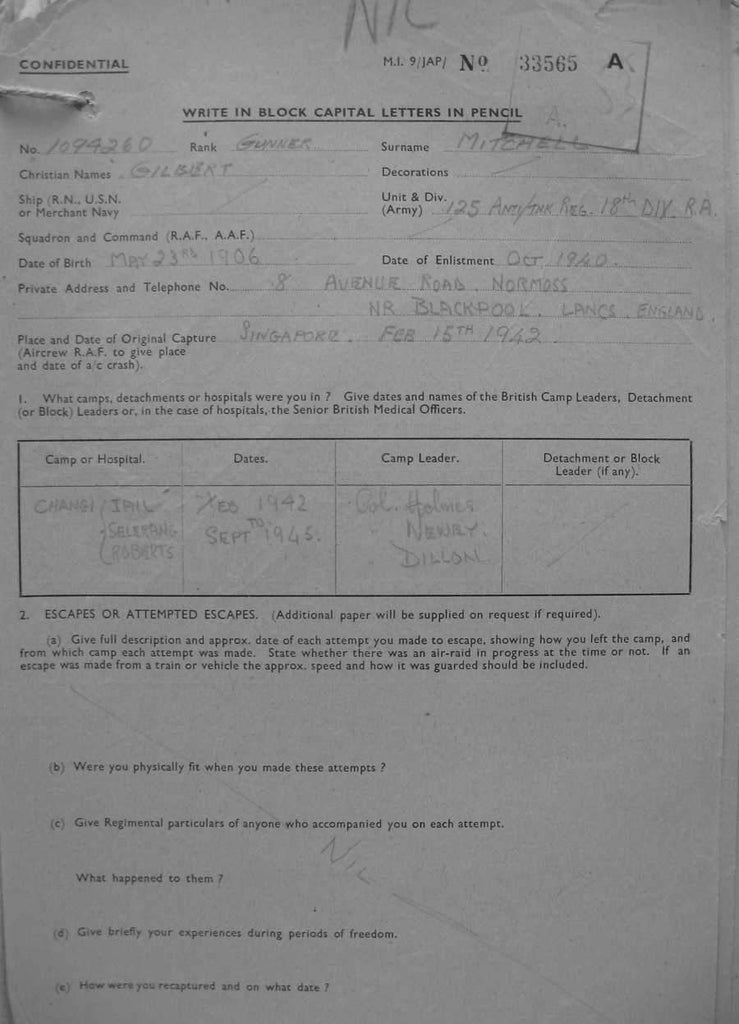 N/L
CONFIDENTIAL
M.I. 9/JAP/ No 33565 A
WRITE IN BLOCK CAPITAL LETTERS IN PENCIL
No. 1094260 Rank GUNNER Surname MITCHELL
Christian Names GILBERT Decorations
Ship (R.N., U.S.N. or Merchant Navy Unit & Div. (Army) 125 ANTI/TNK REG. 18th DIV. R.A.
Squadron and Command (R.A.F., A.A.F.)
Date of Birth MAY 23RD 1906 Date of Enlistment OCT 1940.
Private Address and Telephone No. 8 AVENUE ROAD, NORMOSS
NR BLACKPOOL, LANCS, ENGLAND.
Place and Date of Original Capture SINGAPORE. FEB 15TH 1942
(Aircrew R.A.F. to give place
and date of a/c crash).
1. What camps, detachments or hospitals were you in ? Give dates and names of the British Camp Leaders, Detachment
(or Block) Leaders or, in the case of hospitals, the Senior British Medical Officers.
Camp or Hospital. Dates. Camp Leader. Detachment or Block Leader (if any).
CHANGI JAIL FEB 1942 Col. Holmes
SELERANG TO SEPT 1945. NEWBY.
ROBERTS DILLON.
2. ESCAPES OR ATTEMPTED ESCAPES. (Additional paper will be supplied on request if required).
(a) Give full description and approx. date of each attempt you made to escape, showing how you left the camp, and
from which camp each attempt was made. State whether there was an air-raid in progress at the time or not. If an
escape was made from a train or vehicle the approx. speed and how it was guarded should be included.
(b) Were you physically fit when you made these attempts ?
(c) Give Regimental particulars of anyone who accompanied you on each attempt.
What happened to them ?
(d) Give briefly your experiences during periods of freedom.
(e) How were you recaptured and on what date ?